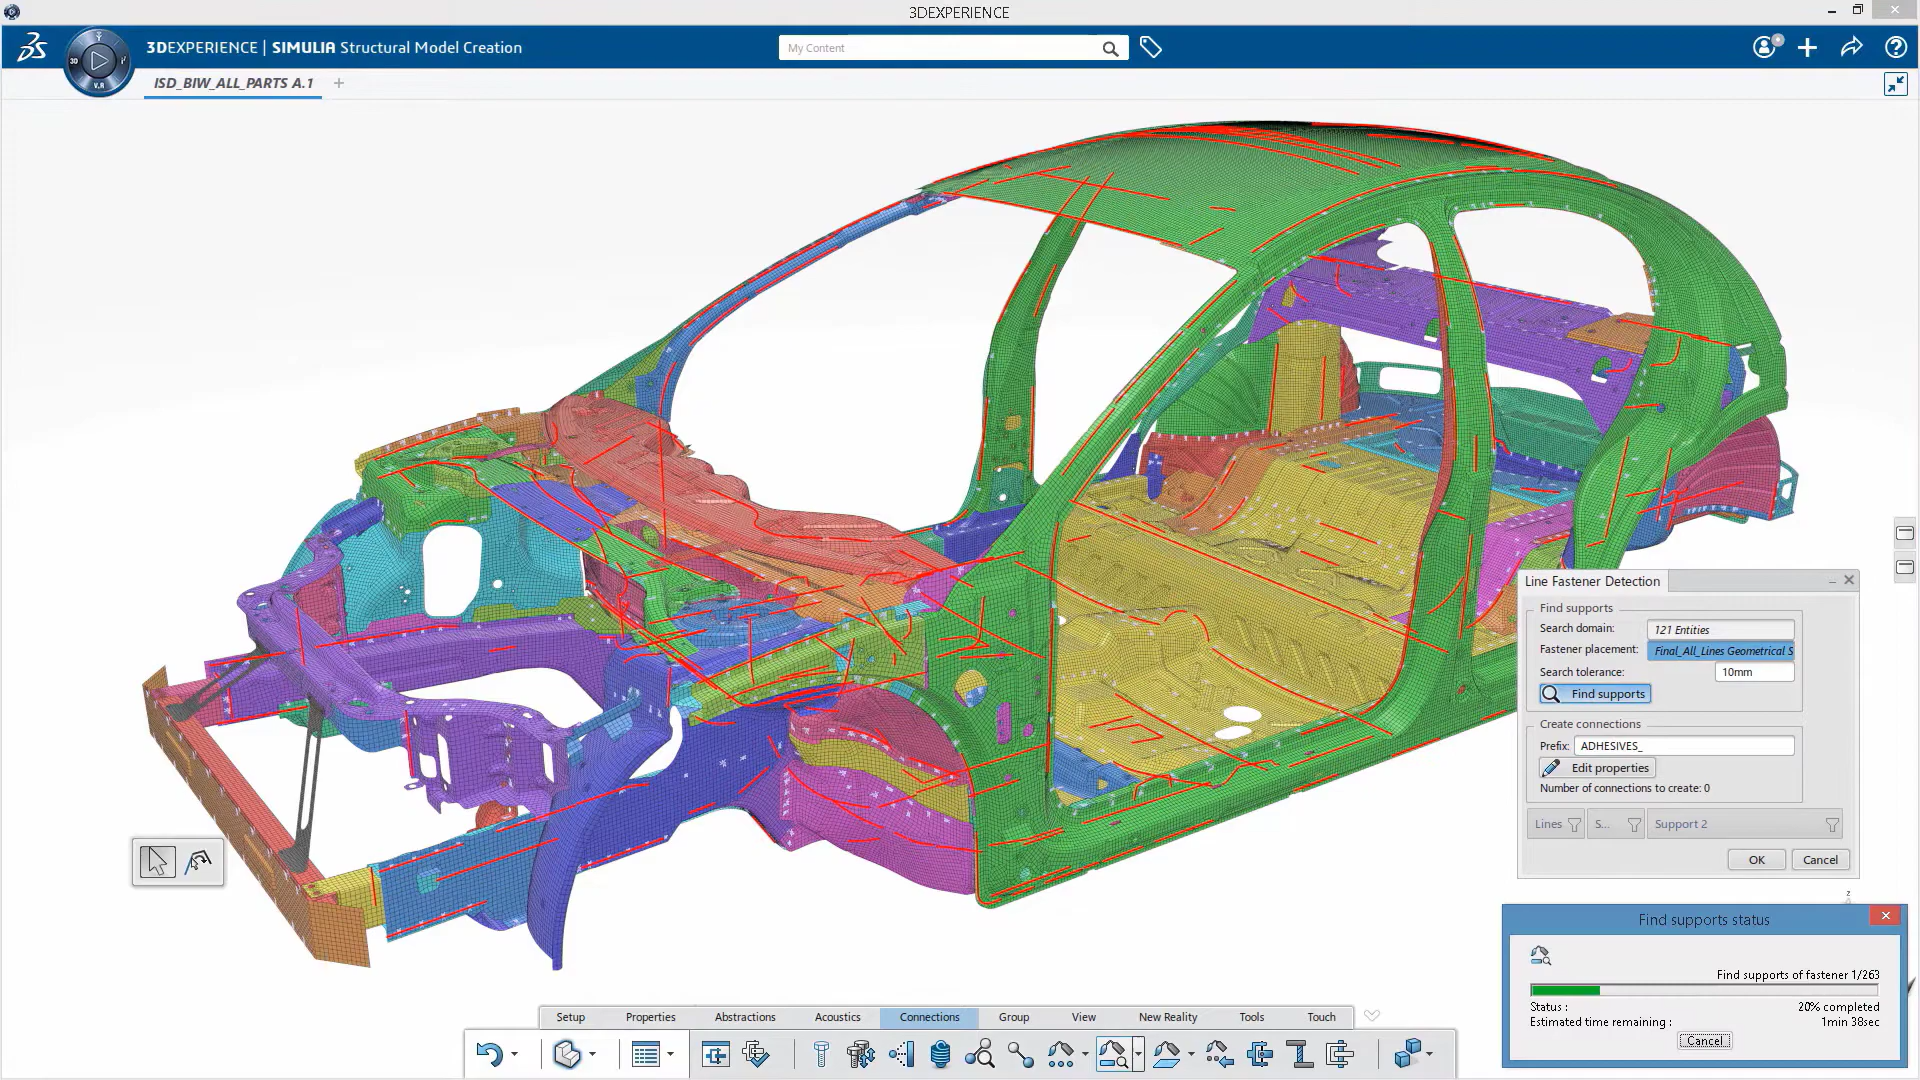 3DEXPERIENCE
3DEXPERIENCE | SIMULIA Structural Model Creation
My Content
3D
V.R
ISD_BIW_ALL_PARTS A.1
Line Fastener Detection
Find supports
Search domain: 121 Entities
Fastener placement: Final_All_Lines Geometrical S
Search tolerance: 10mm
Find supports
Create connections
Prefix: ADHESIVES_
Edit properties
Number of connections to create: 0
Lines S... Support 2
OK Cancel
z
Find supports status
Find supports of fastener 1/263
Status : 20% completed
Estimated time remaining : 1min 38sec
Cancel
Setup Properties Abstractions Acoustics Connections Group View New Reality Tools Touch